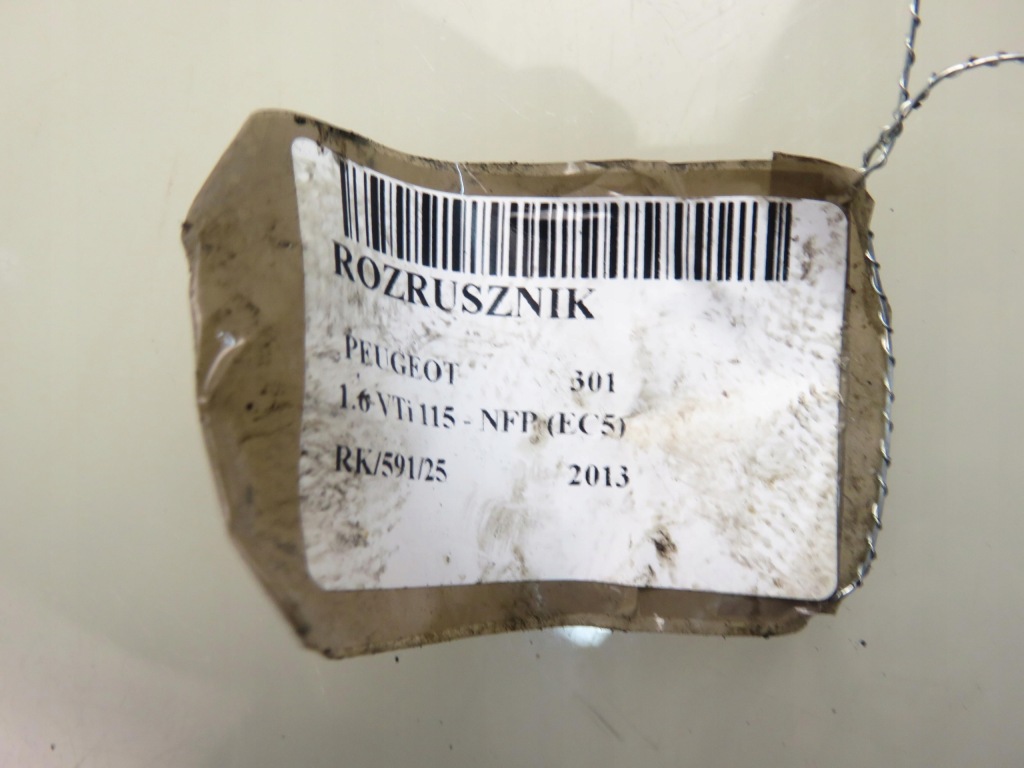 ROZRUSZNIK
PEUGEOT 301
1.6 VTi 115 - NFP (EC5)
RK/591/25 2013